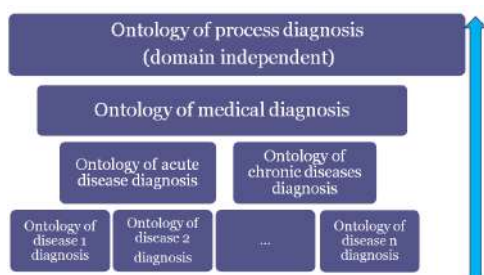 Ontology of process diagnosis
(domain independent)
Ontology of medical diagnosis
Ontology of acute
disease diagnosis
Ontology of
chronic diseases
diagnosis
Ontology of
disease 1
diagnosis
Ontology of
disease 2
diagnosis
...
Ontology of
disease n
diagnosis